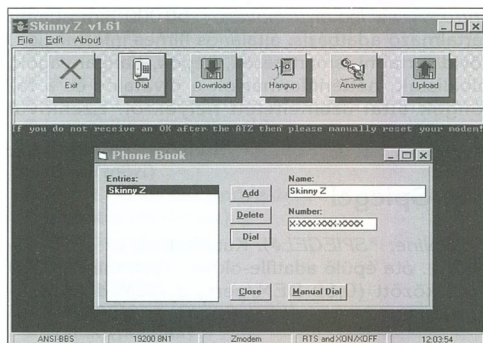 Skinny Z v1.61
File Edit About
Exit Dial Download Hangup Answer Upload
If you do not receive an OK after the ATZ then please manually reset your modem!
Phone Book
Entries:
Skinny Z
Add
Delete
Dial
Close
Name:
Skinny Z
Number:
X-XXX-XXX-XXXX
Manual Dial
ANSI-BBS 19200 8N1 Zmodem RTS and XON/XOFF 12:03:54